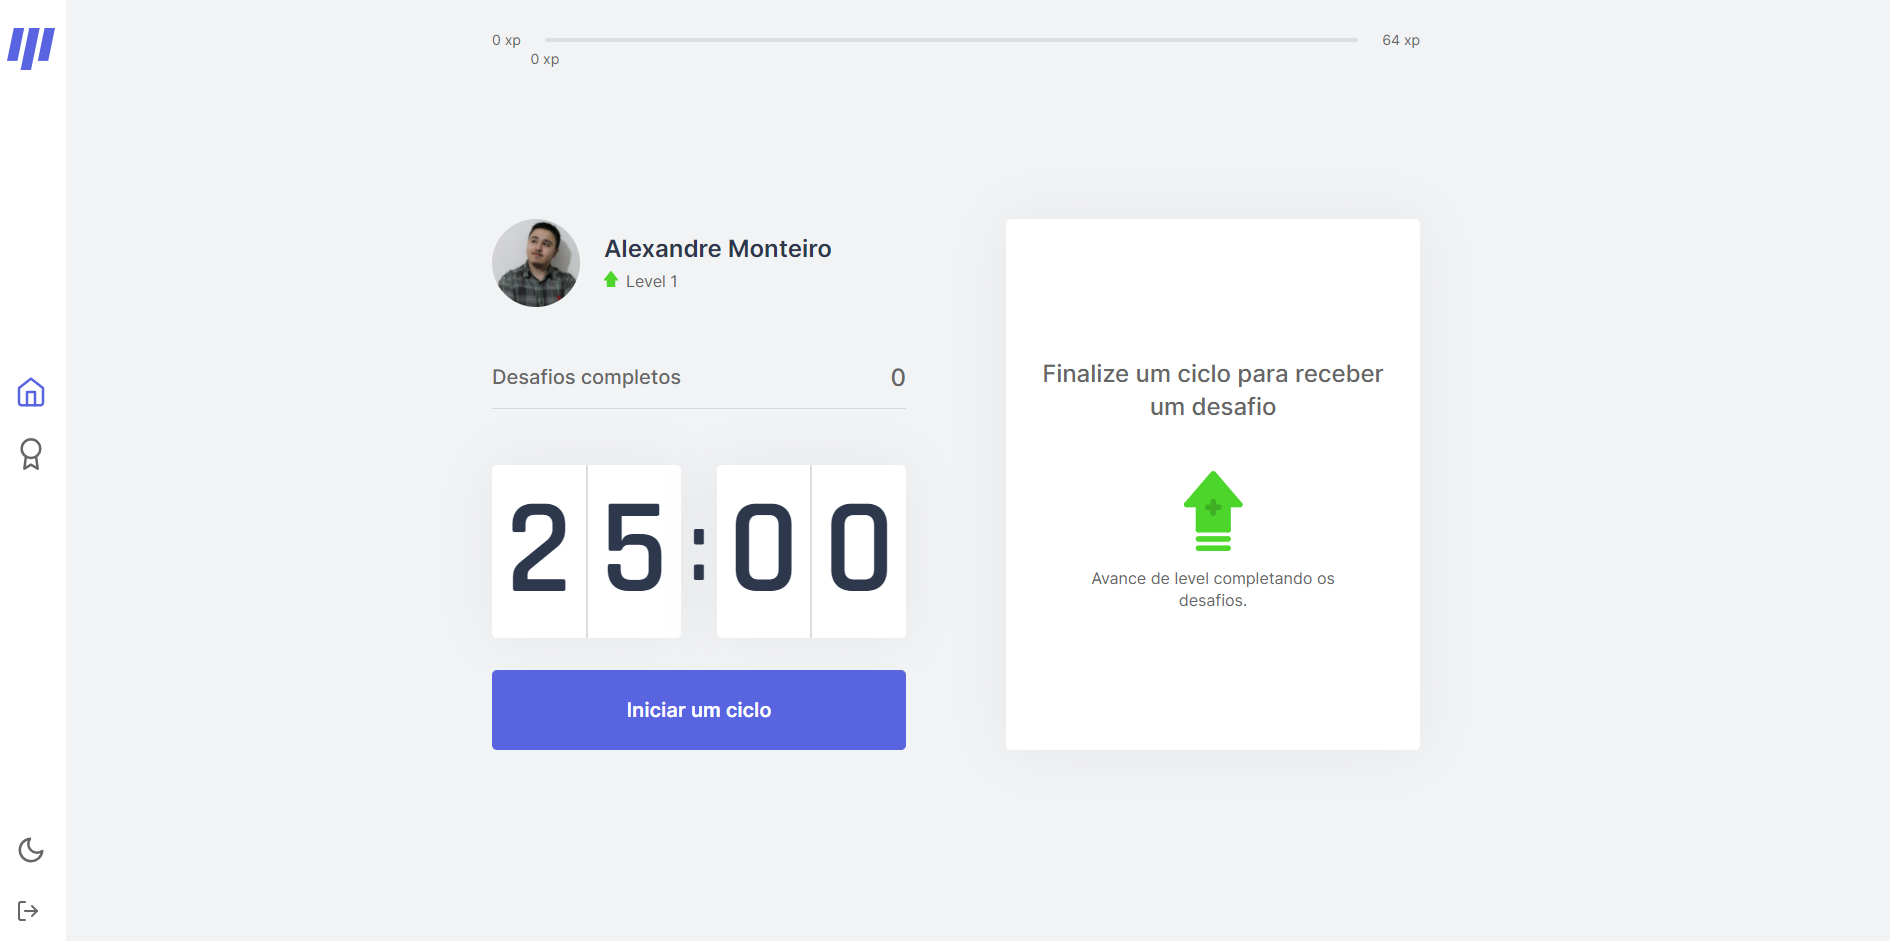 0 xp
64 xp
0 xp
Alexandre Monteiro
Level 1
Desafios completos
0
25:00
Iniciar um ciclo
Finalize um ciclo para receber
um desafio
Avance de level completando os
desafios.